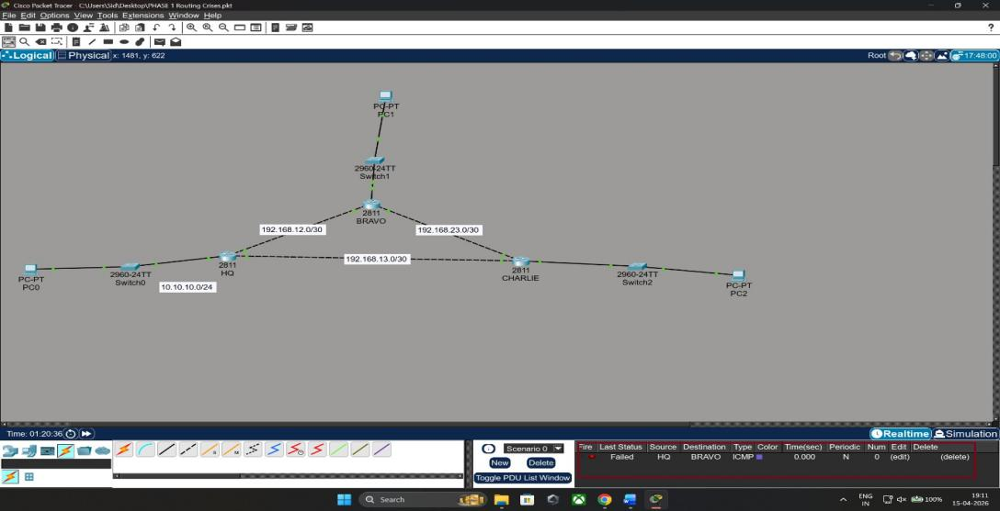 Cisco Packet Tracer - C:\Users\Sid\Desktop\PHASE 1 Routing Crises.pkt
File Edit Options View Tools Extensions Window Help
?
Logical Physical x: 1481, y: 622 Root 17:48:00
PC-PT
PC1
2960-24TT
Switch1
2811
BRAVO
192.168.12.0/30 192.168.23.0/30
192.168.13.0/30
2811
HQ
2811
CHARLIE
PC-PT
PC0
2960-24TT
Switch0
10.10.10.0/24
2960-24TT
Switch2
PC-PT
PC2
Time: 01:20:36 Realtime Simulation
Scenario 0
New Delete
Toggle PDU List Window
Fire Last Status Source Destination Type Color Time(sec) Periodic Num Edit Delete
Failed HQ BRAVO ICMP 0.000 N 0 (edit) (delete)
Search
ENG
IN
100%
19:11
15-04-2026